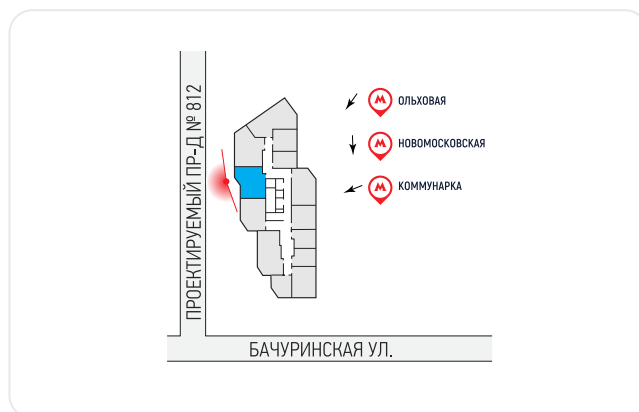 ПРОЕКТИРУЕМЫЙ ПР-Д № 812
М ОЛЬХОВАЯ
М НОВОМОСКОВСКАЯ
М КОММУНАРКА
БАЧУРИНСКАЯ УЛ.